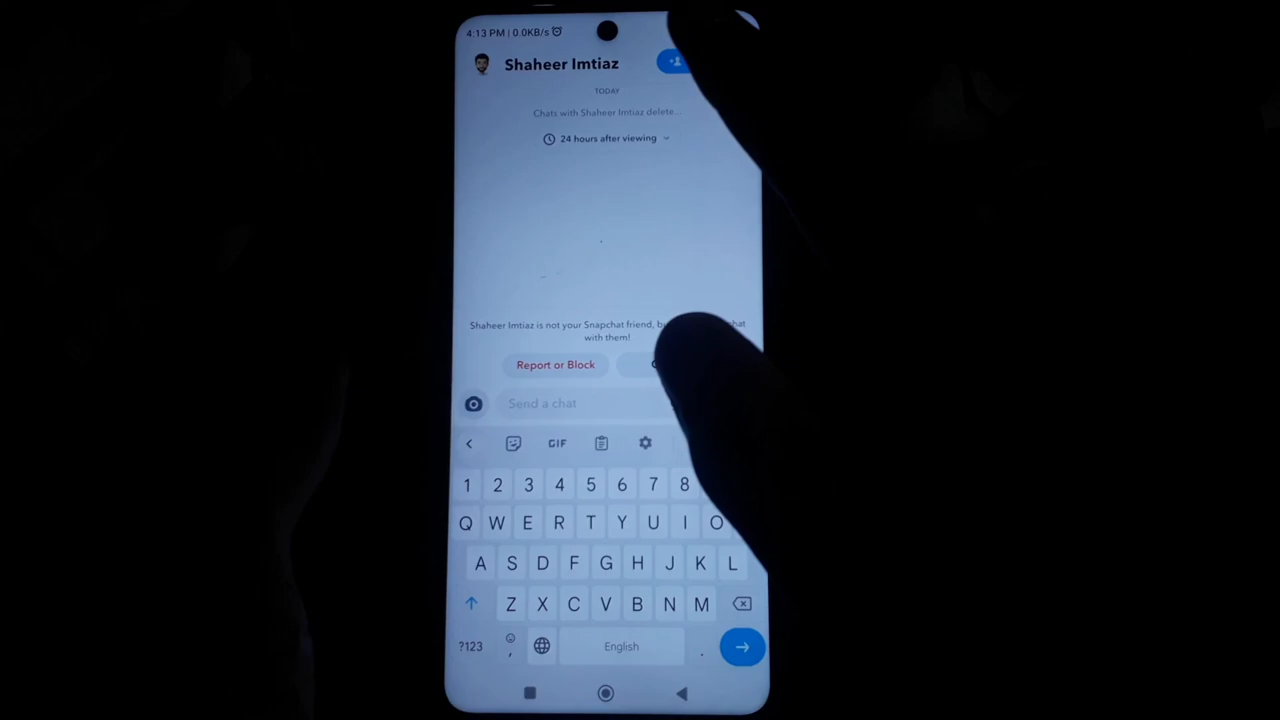 4:13 PM | 0.0KB/s
Shaheer Imtiaz
TODAY
Chats with Shaheer Imtiaz delete...
24 hours after viewing
Shaheer Imtiaz is not your Snapchat friend, hat
with them!
Report or Block
Send a chat
GIF
1 2 3 4 5 6 7 8
Q W E R T Y U I O
A S D F G H J K L
Z X C V B N M
?123 , English .